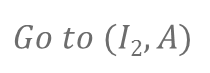 Go to (I₂, A)